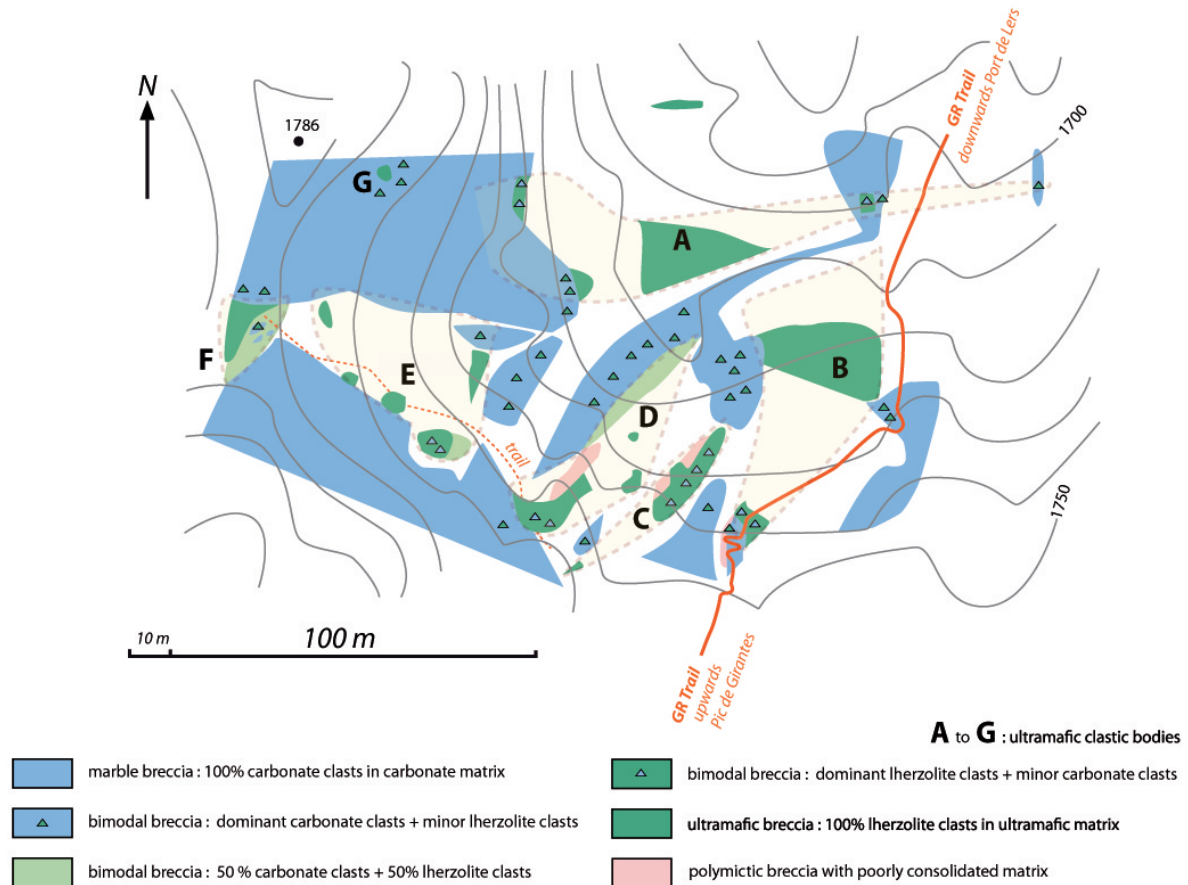 N
1786
GR Trail
downwards Port de Lers
1700
G
A
F
E
B
D
trail
C
1750
10 m
100 m
GR Trail
upwards
Pic de Girantes
A to G : ultramafic clastic bodies
marble breccia : 100% carbonate clasts in carbonate matrix
bimodal breccia : dominant carbonate clasts + minor lherzolite clasts
bimodal breccia : 50 % carbonate clasts + 50% lherzolite clasts
bimodal breccia : dominant lherzolite clasts + minor carbonate clasts
ultramafic breccia : 100% lherzolite clasts in ultramafic matrix
polymictic breccia with poorly consolidated matrix